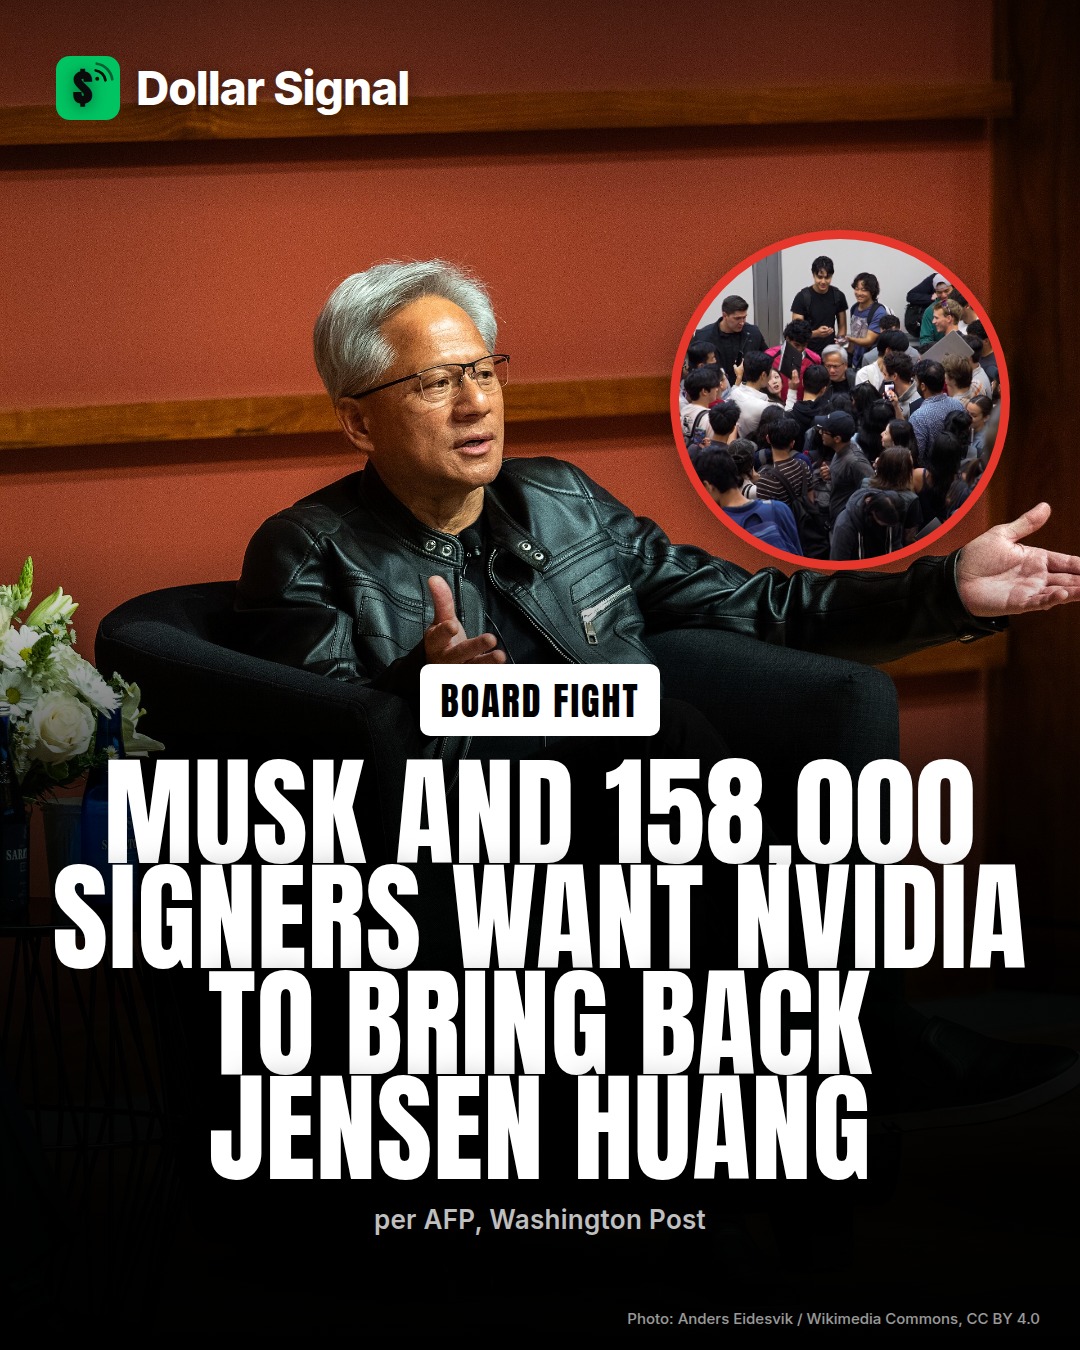 Dollar Signal
BOARD FIGHT
MUSK AND 158,000
SIGNERS WANT NVIDIA
TO BRING BACK
JENSEN HUANG
per AFP, Washington Post
Photo: Anders Eidesvik / Wikimedia Commons, CC BY 4.0